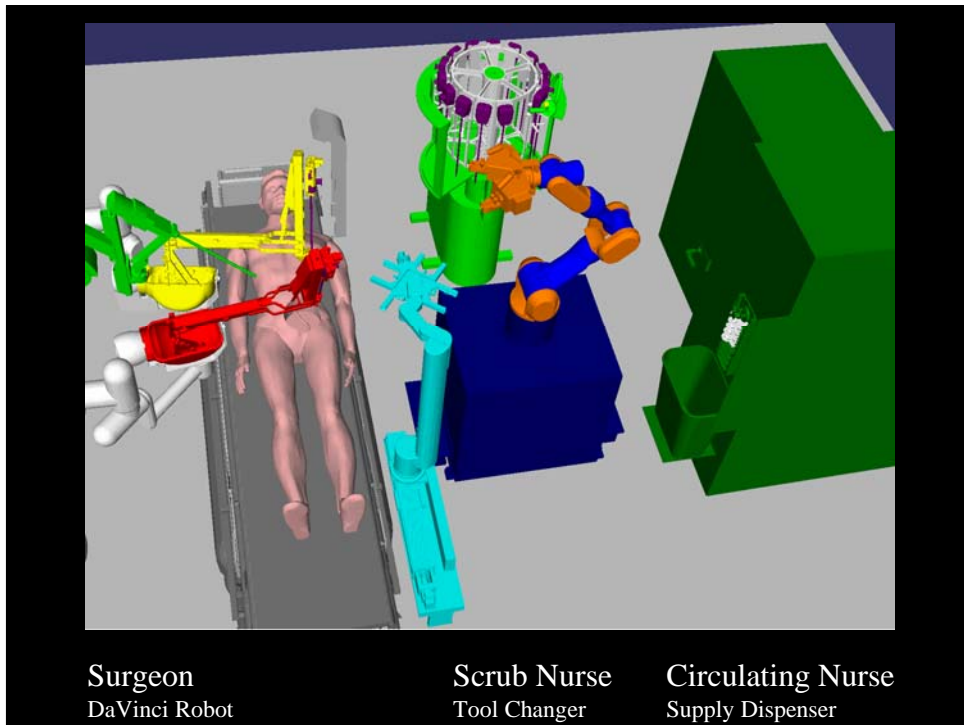 Surgeon
DaVinci Robot
Scrub Nurse
Tool Changer
Circulating Nurse
Supply Dispenser